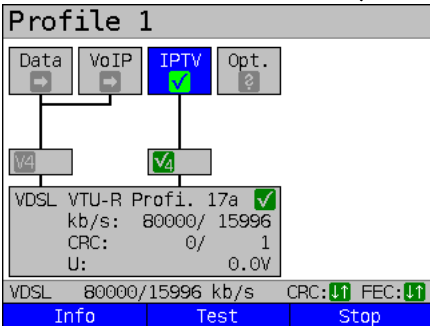 Profile 1
Data VoIP IPTV Opt.
?
V4 V4
VDSL VTU-R Profi. 17a
kb/s: 80000/ 15996
CRC: 0/ 1
U: 0.0V
VDSL 80000/15996 kb/s CRC: FEC:
Info Test Stop